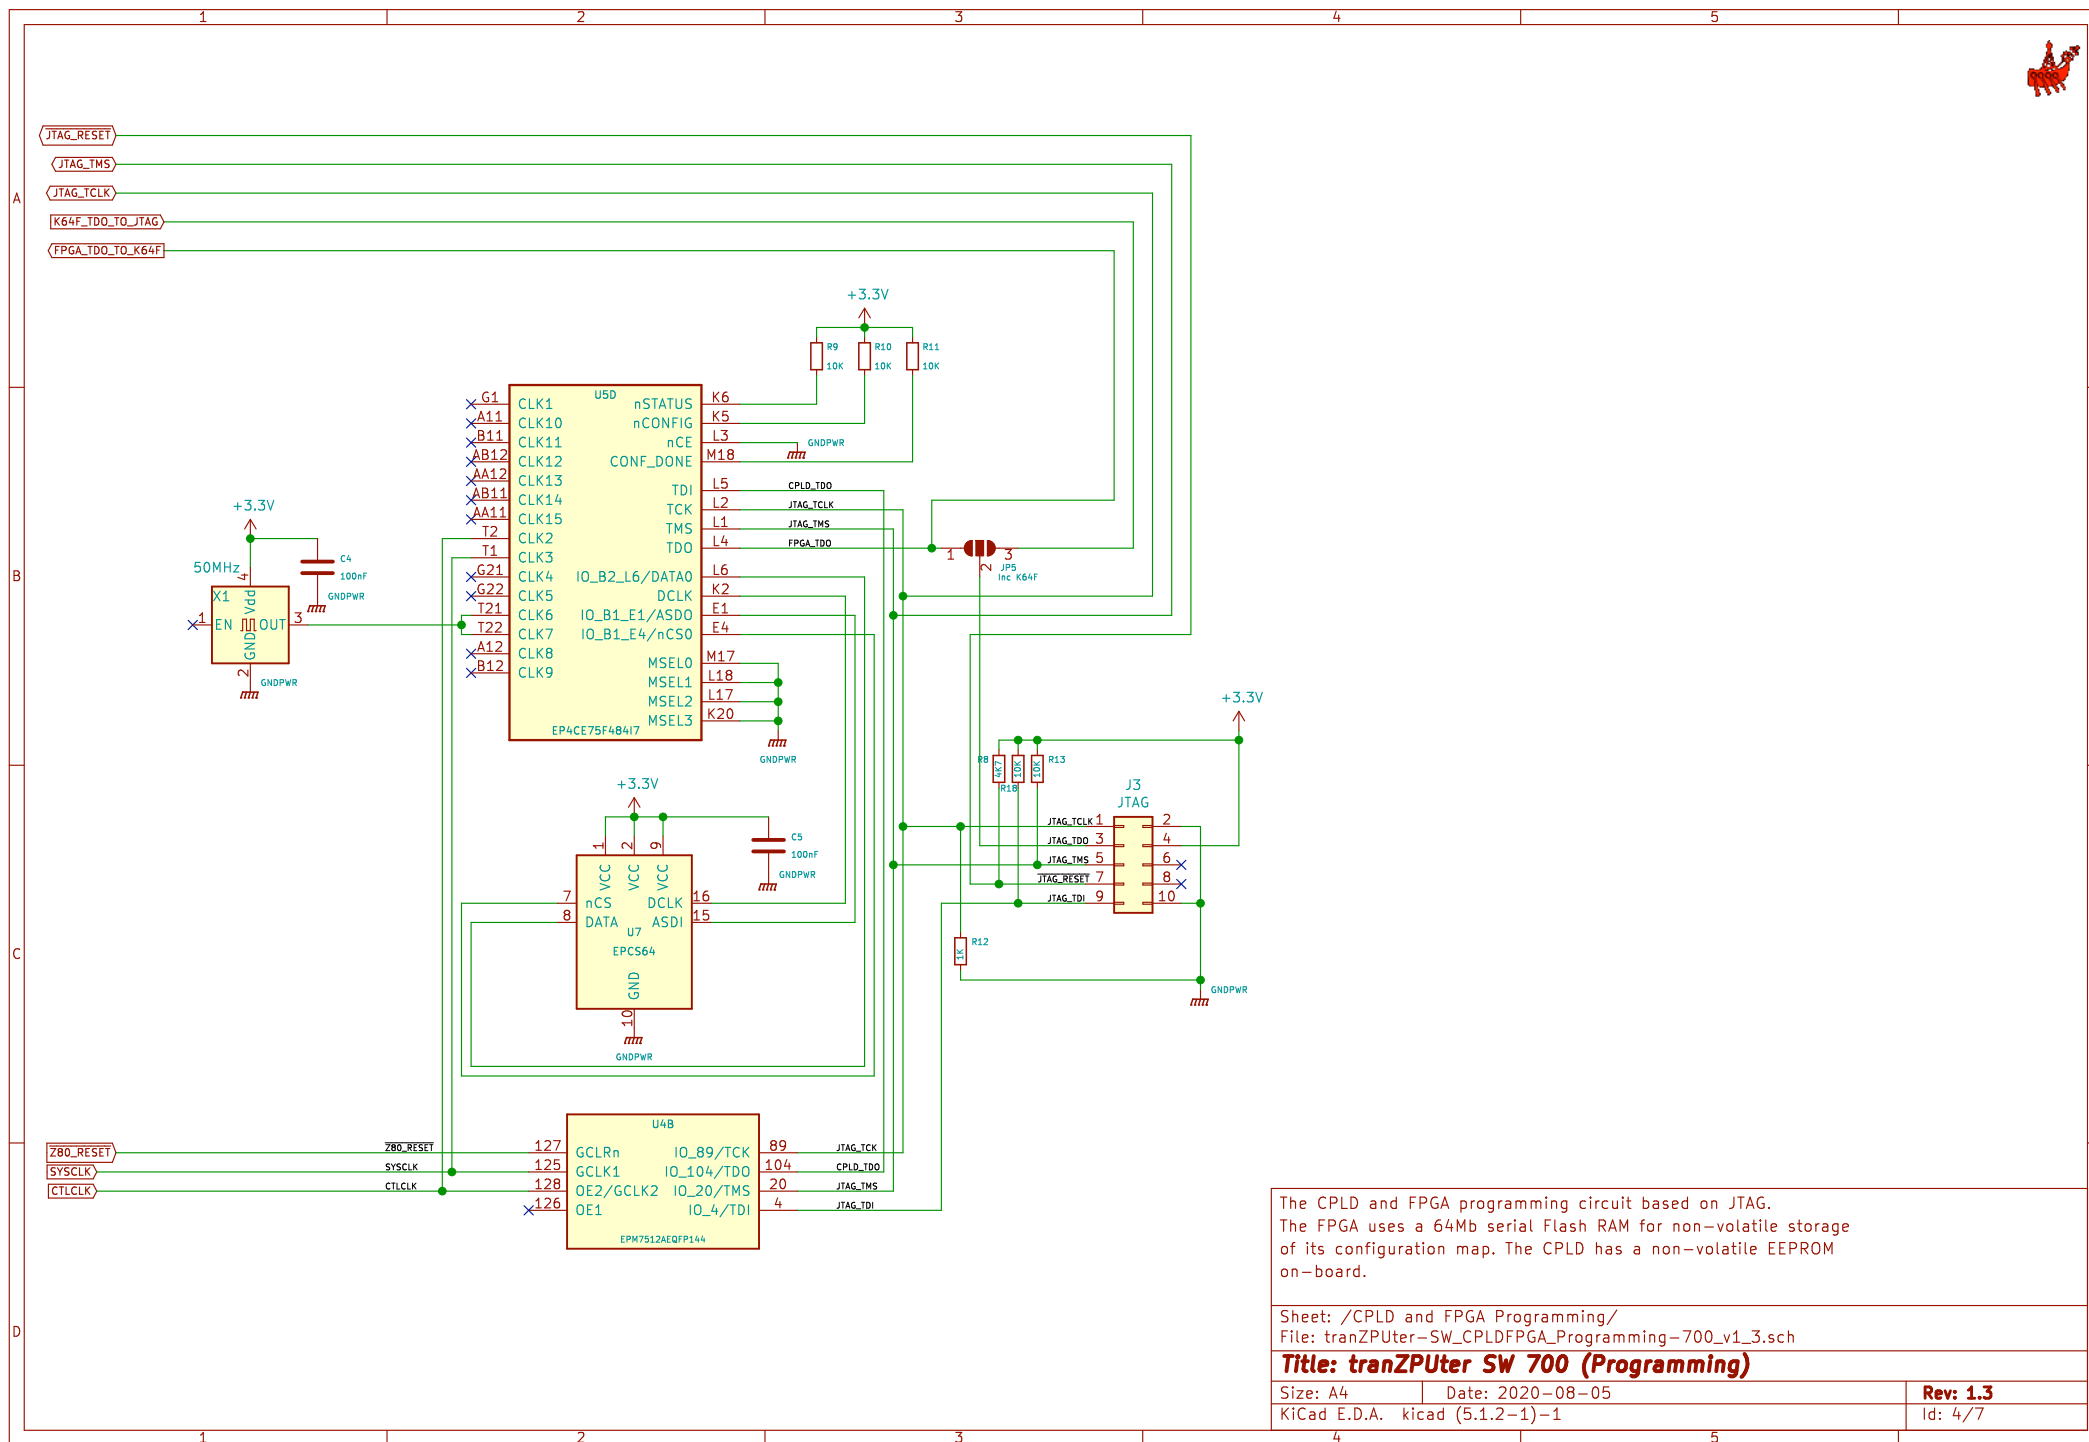 1 2 3 4 5
A
B
C
D
JTAG_RESET
JTAG_TMS
JTAG_TCLK
K64F_TDO_TO_JTAG
FPGA_TDO_TO_K64F
+3.3V
R9 R10 R11
10K 10K 10K
U5D
G1 CLK1 nSTATUS K6
A11 CLK10 nCONFIG K5
B11 CLK11 nCE L3 GNDPWR
AB12 CLK12 CONF_DONE M18
AA12 CLK13
AB11 CLK14 TDI L5 CPLD_TDO
AA11 CLK15 TCK L2 JTAG_TCLK
T2 CLK2 TMS L1 JTAG_TMS
T1 CLK3 TDO L4 FPGA_TDO
G21 CLK4 IO_B2_L6/DATA0 L6
G22 CLK5 DCLK K2
T21 CLK6 IO_B1_E1/ASDO E1
T22 CLK7 IO_B1_E4/nCS0 E4
A12 CLK8 MSEL0 M17
B12 CLK9 MSEL1 L18
MSEL2 L17
MSEL3 K20
EP4CE75F484I7
GNDPWR
1 2 3
JP5
Inc K64F
+3.3V
C4
100nF
GNDPWR
50MHz
X1
4 Vdd
1 EN OUT 3
GND 2
GNDPWR
+3.3V
C5
100nF
GNDPWR
1 2 9
VCC VCC VCC
7 nCS DCLK 16
8 DATA ASDI 15
U7
EPCS64
GND
10
GNDPWR
+3.3V
R8 4K7
R18 10K
R13 10K
J3
JTAG
JTAG_TCLK 1 2
JTAG_TDO 3 4
JTAG_TMS 5 6
JTAG_RESET 7 8
JTAG_TDI 9 10
R12
1K
GNDPWR
Z80_RESET
SYSCLK
CTLCLK
U4B
Z80_RESET 127 GCLRn IO_89/TCK 89 JTAG_TCK
SYSCLK 125 GCLK1 IO_104/TDO 104 CPLD_TDO
CTLCLK 128 OE2/GCLK2 IO_20/TMS 20 JTAG_TMS
126 OE1 IO_4/TDI 4 JTAG_TDI
EPM7512AEQFP144
The CPLD and FPGA programming circuit based on JTAG.
The FPGA uses a 64Mb serial Flash RAM for non-volatile storage
of its configuration map. The CPLD has a non-volatile EEPROM
on-board.
Sheet: /CPLD and FPGA Programming/
File: tranZPUter-SW_CPLDFPGA_Programming-700_v1_3.sch
Title: tranZPUter SW 700 (Programming)
Size: A4 Date: 2020-08-05 Rev: 1.3
KiCad E.D.A. kicad (5.1.2-1)-1 Id: 4/7
1 2 3 4 5